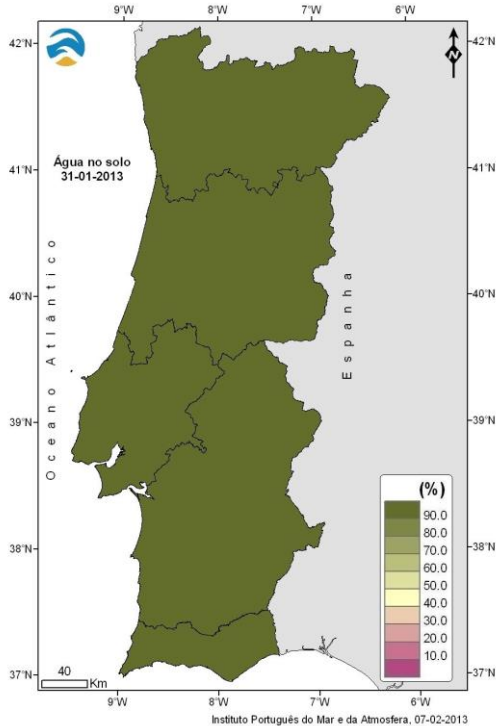 9°W 8°W 7°W 6°W
42°N 42°N
N
Água no solo
31-01-2013
41°N 41°N
Oceano Atlântico
Espanha
40°N 40°N
39°N 39°N
(%)
90.0
80.0
70.0
60.0
50.0
40.0
30.0
20.0
10.0
38°N 38°N
37°N 37°N
40
Km
9°W 8°W 7°W 6°W
Instituto Português do Mar e da Atmosfera, 07-02-2013